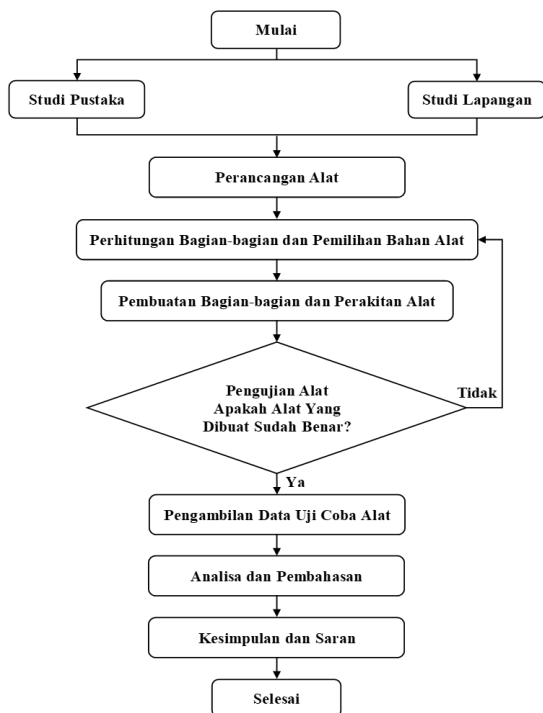 Mulai
Studi Pustaka
Studi Lapangan
Perancangan Alat
Perhitungan Bagian-bagian dan Pemilihan Bahan Alat
Pembuatan Bagian-bagian dan Perakitan Alat
Pengujian Alat
Apakah Alat Yang
Dibuat Sudah Benar?
Tidak
Ya
Pengambilan Data Uji Coba Alat
Analisa dan Pembahasan
Kesimpulan dan Saran
Selesai